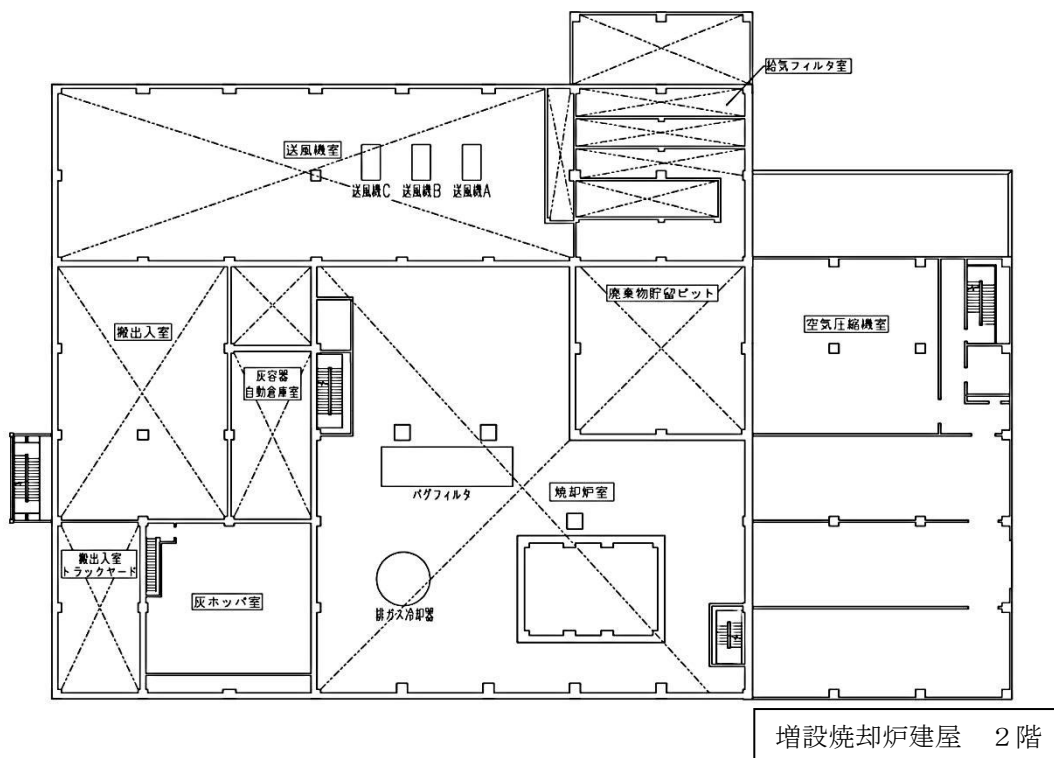 給気フィルタ室
送風機室
送風機C
送風機B
送風機A
廃棄物貯留ピット
搬出入室
空気圧縮機室
灰容器
自動倉庫室
バグフィルタ
焼却炉室
搬出入室
トラックヤード
灰ホッパ室
排ガス冷却器
増設焼却炉建屋 2階